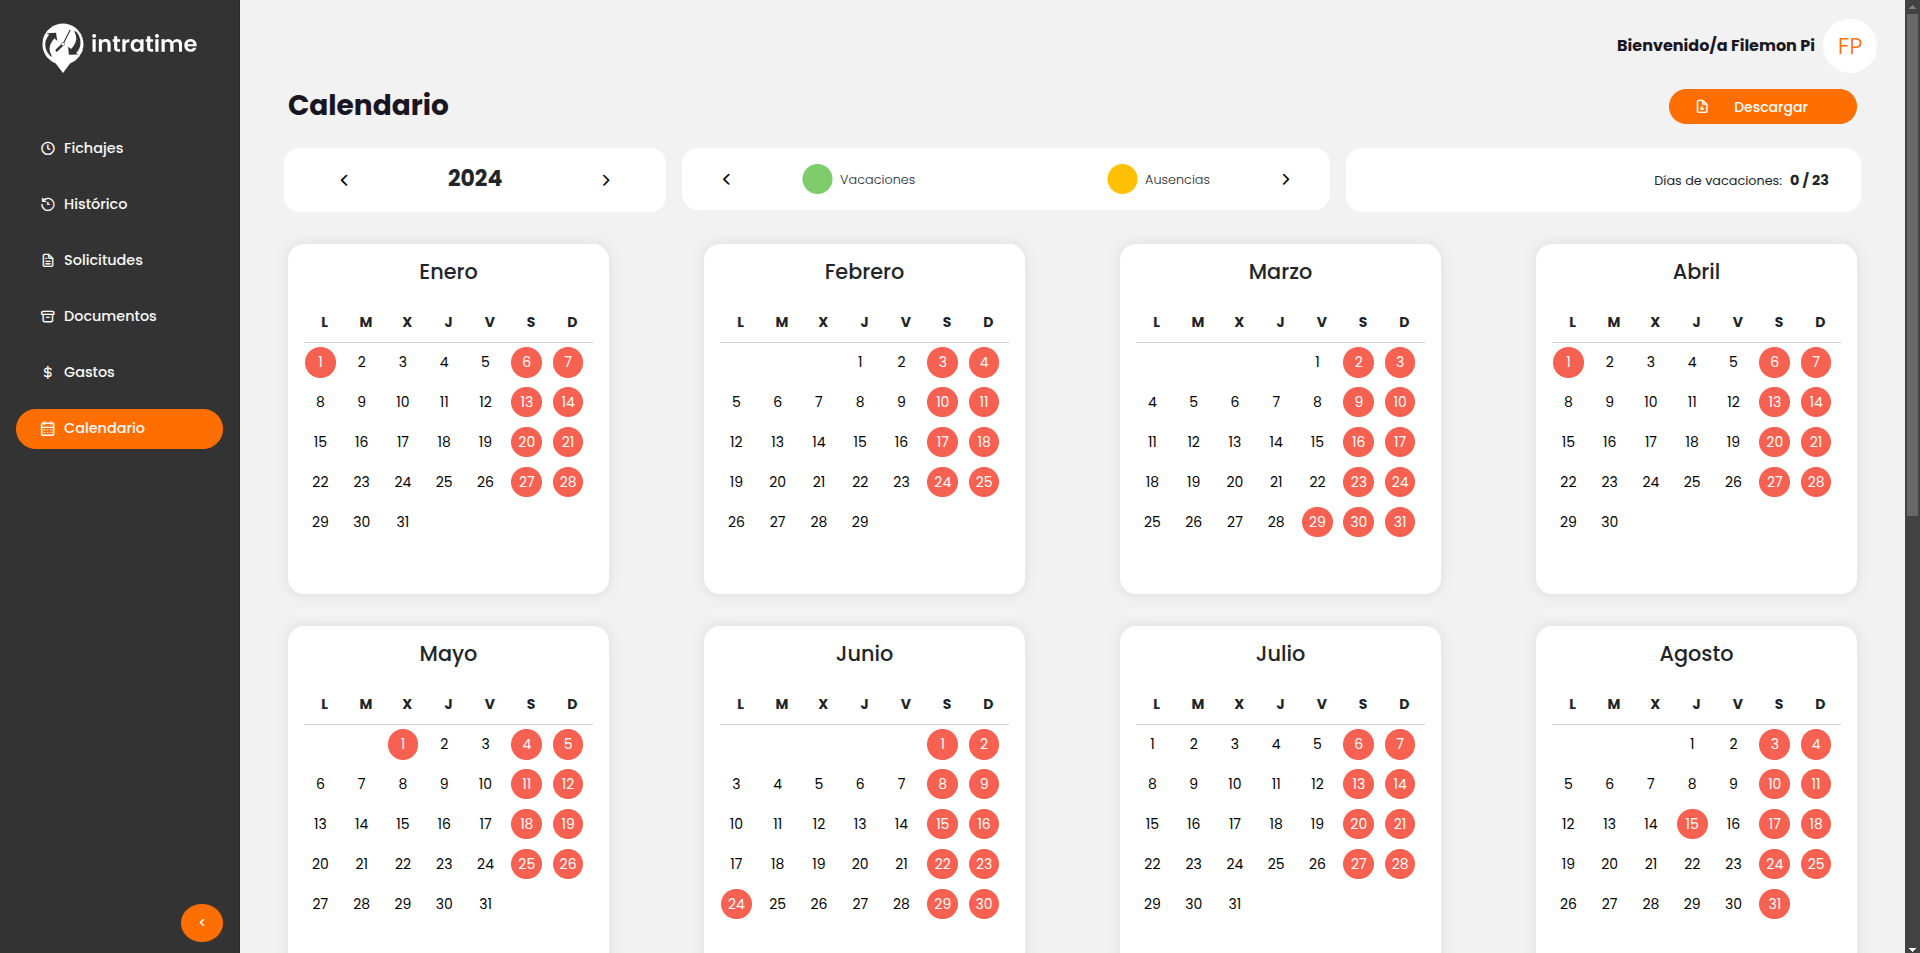 intratime
Bienvenido/a Filemon Pi
FP
Calendario
Descargar
Fichajes
Histórico
Solicitudes
Documentos
Gastos
Calendario
2024
Vacaciones
Ausencias
Días de vacaciones: 0 / 23
Enero
L M X J V S D
1 2 3 4 5 6 7
8 9 10 11 12 13 14
15 16 17 18 19 20 21
22 23 24 25 26 27 28
29 30 31
Febrero
L M X J V S D
1 2 3 4
5 6 7 8 9 10 11
12 13 14 15 16 17 18
19 20 21 22 23 24 25
26 27 28 29
Marzo
L M X J V S D
1 2 3
4 5 6 7 8 9 10
11 12 13 14 15 16 17
18 19 20 21 22 23 24
25 26 27 28 29 30 31
Abril
L M X J V S D
1 2 3 4 5 6 7
8 9 10 11 12 13 14
15 16 17 18 19 20 21
22 23 24 25 26 27 28
29 30
Mayo
L M X J V S D
1 2 3 4 5
6 7 8 9 10 11 12
13 14 15 16 17 18 19
20 21 22 23 24 25 26
27 28 29 30 31
Junio
L M X J V S D
1 2
3 4 5 6 7 8 9
10 11 12 13 14 15 16
17 18 19 20 21 22 23
24 25 26 27 28 29 30
Julio
L M X J V S D
1 2 3 4 5 6 7
8 9 10 11 12 13 14
15 16 17 18 19 20 21
22 23 24 25 26 27 28
29 30 31
Agosto
L M X J V S D
1 2 3 4
5 6 7 8 9 10 11
12 13 14 15 16 17 18
19 20 21 22 23 24 25
26 27 28 29 30 31